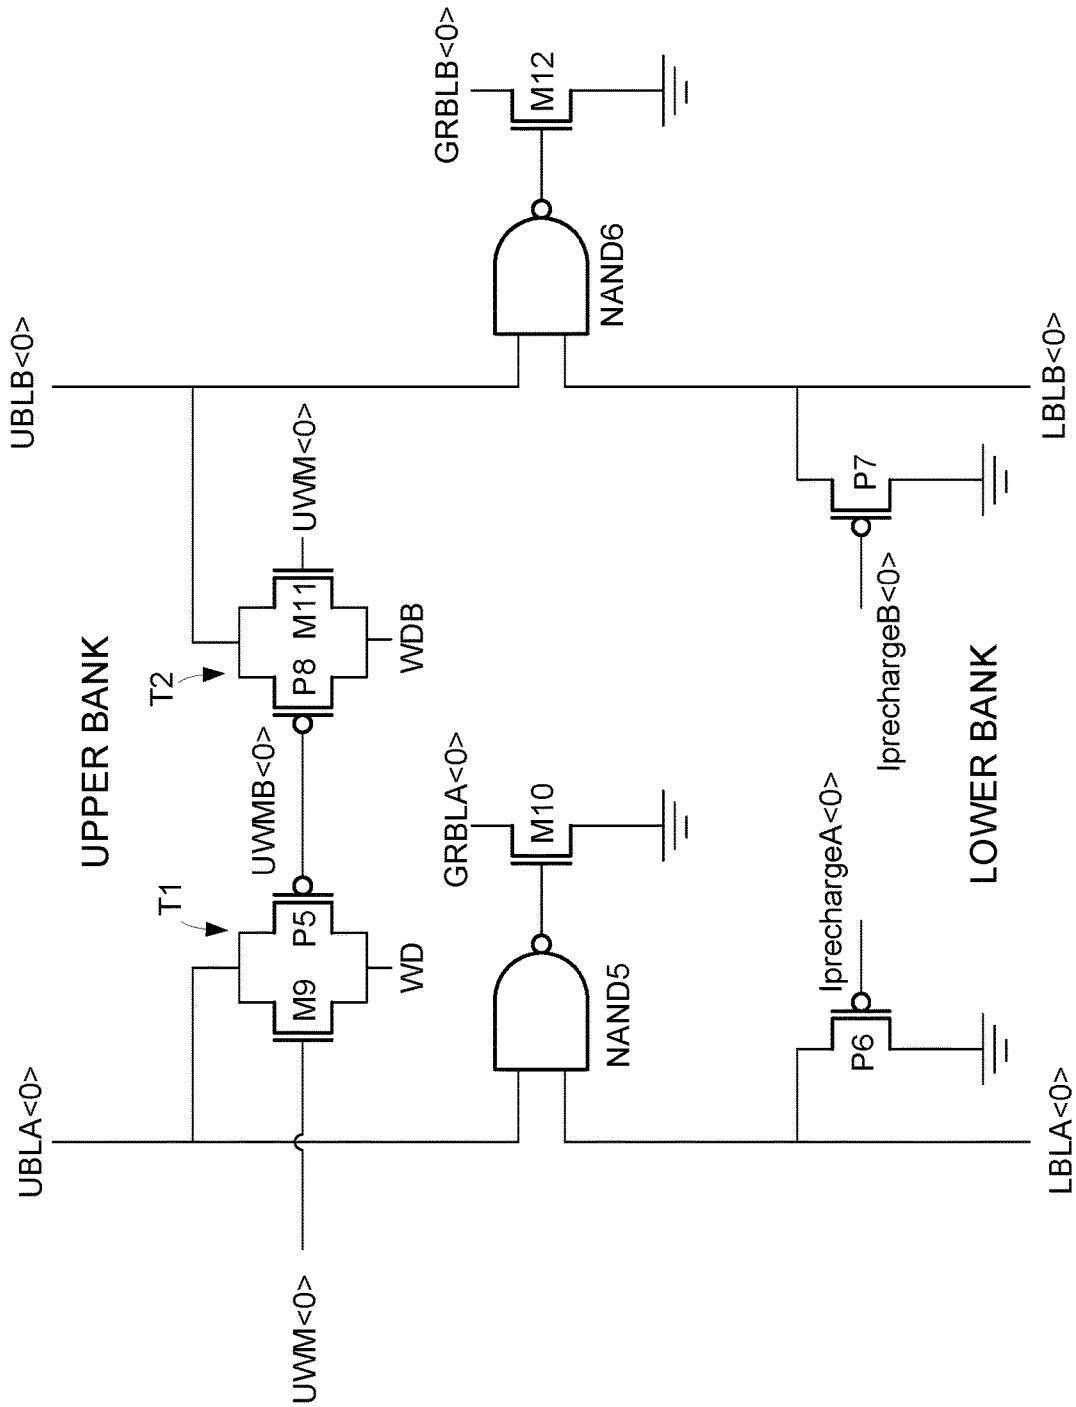 UBLA<0>
UBLB<0>
UPPER BANK
T1
T2
UWM<0>
M9
P5
UWMB<0>
P8
M11
UWM<0>
WD
WDB
GRBLA<0>
GRBLB<0>
M10
M12
NAND5
NAND6
IprechargeA<0>
IprechargeB<0>
P6
P7
LOWER BANK
LBLA<0>
LBLB<0>